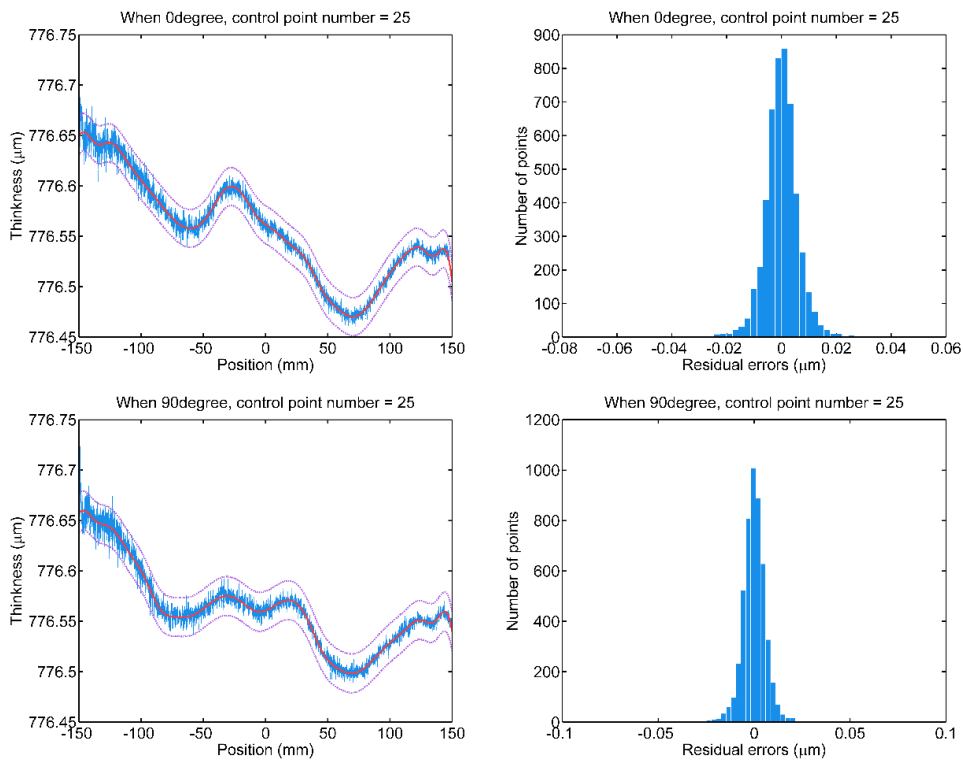 When 0degree, control point number = 25
776.75
776.7
776.65
776.6
776.55
776.5
776.45
Thinkness (μm)
-150 -100 -50 0 50 100 150
Position (mm)
When 0degree, control point number = 25
900
800
700
600
500
400
300
200
100
0
Number of points
-0.08 -0.06 -0.04 -0.02 0 0.02 0.04 0.06
Residual errors (μm)
When 90degree, control point number = 25
776.75
776.7
776.65
776.6
776.55
776.5
776.45
Thinkness (μm)
-150 -100 -50 0 50 100 150
Position (mm)
When 90degree, control point number = 25
1200
1000
800
600
400
200
0
Number of points
-0.1 -0.05 0 0.05 0.1
Residual errors (μm)